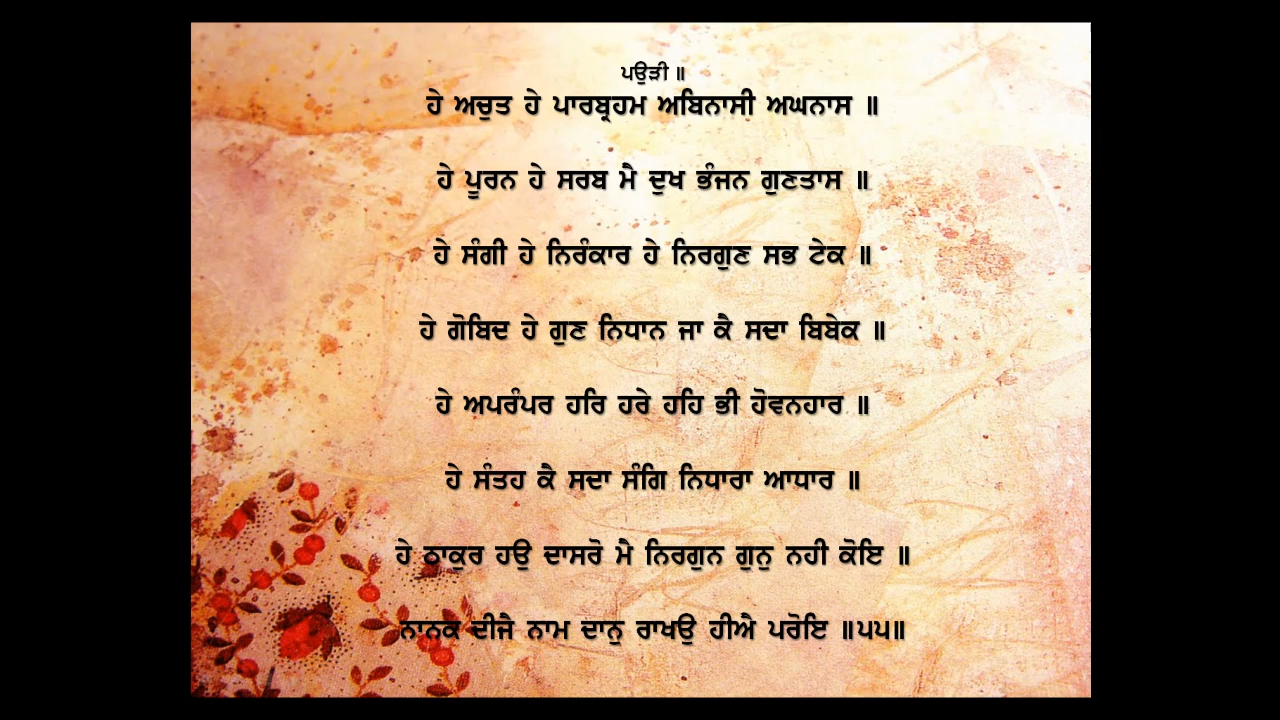 ਪਉੜੀ ॥
ਹੇ ਅਚੁਤ ਹੇ ਪਾਰਬ੍ਰਹਮ ਅਬਿਨਾਸੀ ਅਘਨਾਸ ॥
ਹੇ ਪੂਰਨ ਹੇ ਸਰਬ ਮੈ ਦੁਖ ਭੰਜਨ ਗੁਣਤਾਸ ॥
ਹੇ ਸੰਗੀ ਹੇ ਨਿਰੰਕਾਰ ਹੇ ਨਿਰਗੁਣ ਸਭ ਟੇਕ ॥
ਹੇ ਗੋਬਿਦ ਹੇ ਗੁਣ ਨਿਧਾਨ ਜਾ ਕੈ ਸਦਾ ਬਿਬੇਕ ॥
ਹੇ ਅਪਰੰਪਰ ਹਰਿ ਹਰੇ ਹਹਿ ਭੀ ਹੋਵਨਹਾਰ ॥
ਹੇ ਸੰਤਹ ਕੈ ਸਦਾ ਸੰਗਿ ਨਿਧਾਰਾ ਆਧਾਰ ॥
ਹੇ ਠਾਕੁਰ ਹਉ ਦਾਸਰੋ ਮੈ ਨਿਰਗੁਨ ਗੁਨੁ ਨਹੀ ਕੋਇ ॥
ਨਾਨਕ ਦੀਜੈ ਨਾਮ ਦਾਨੁ ਰਾਖਉ ਹੀਐ ਪਰੋਇ ॥੫੫॥